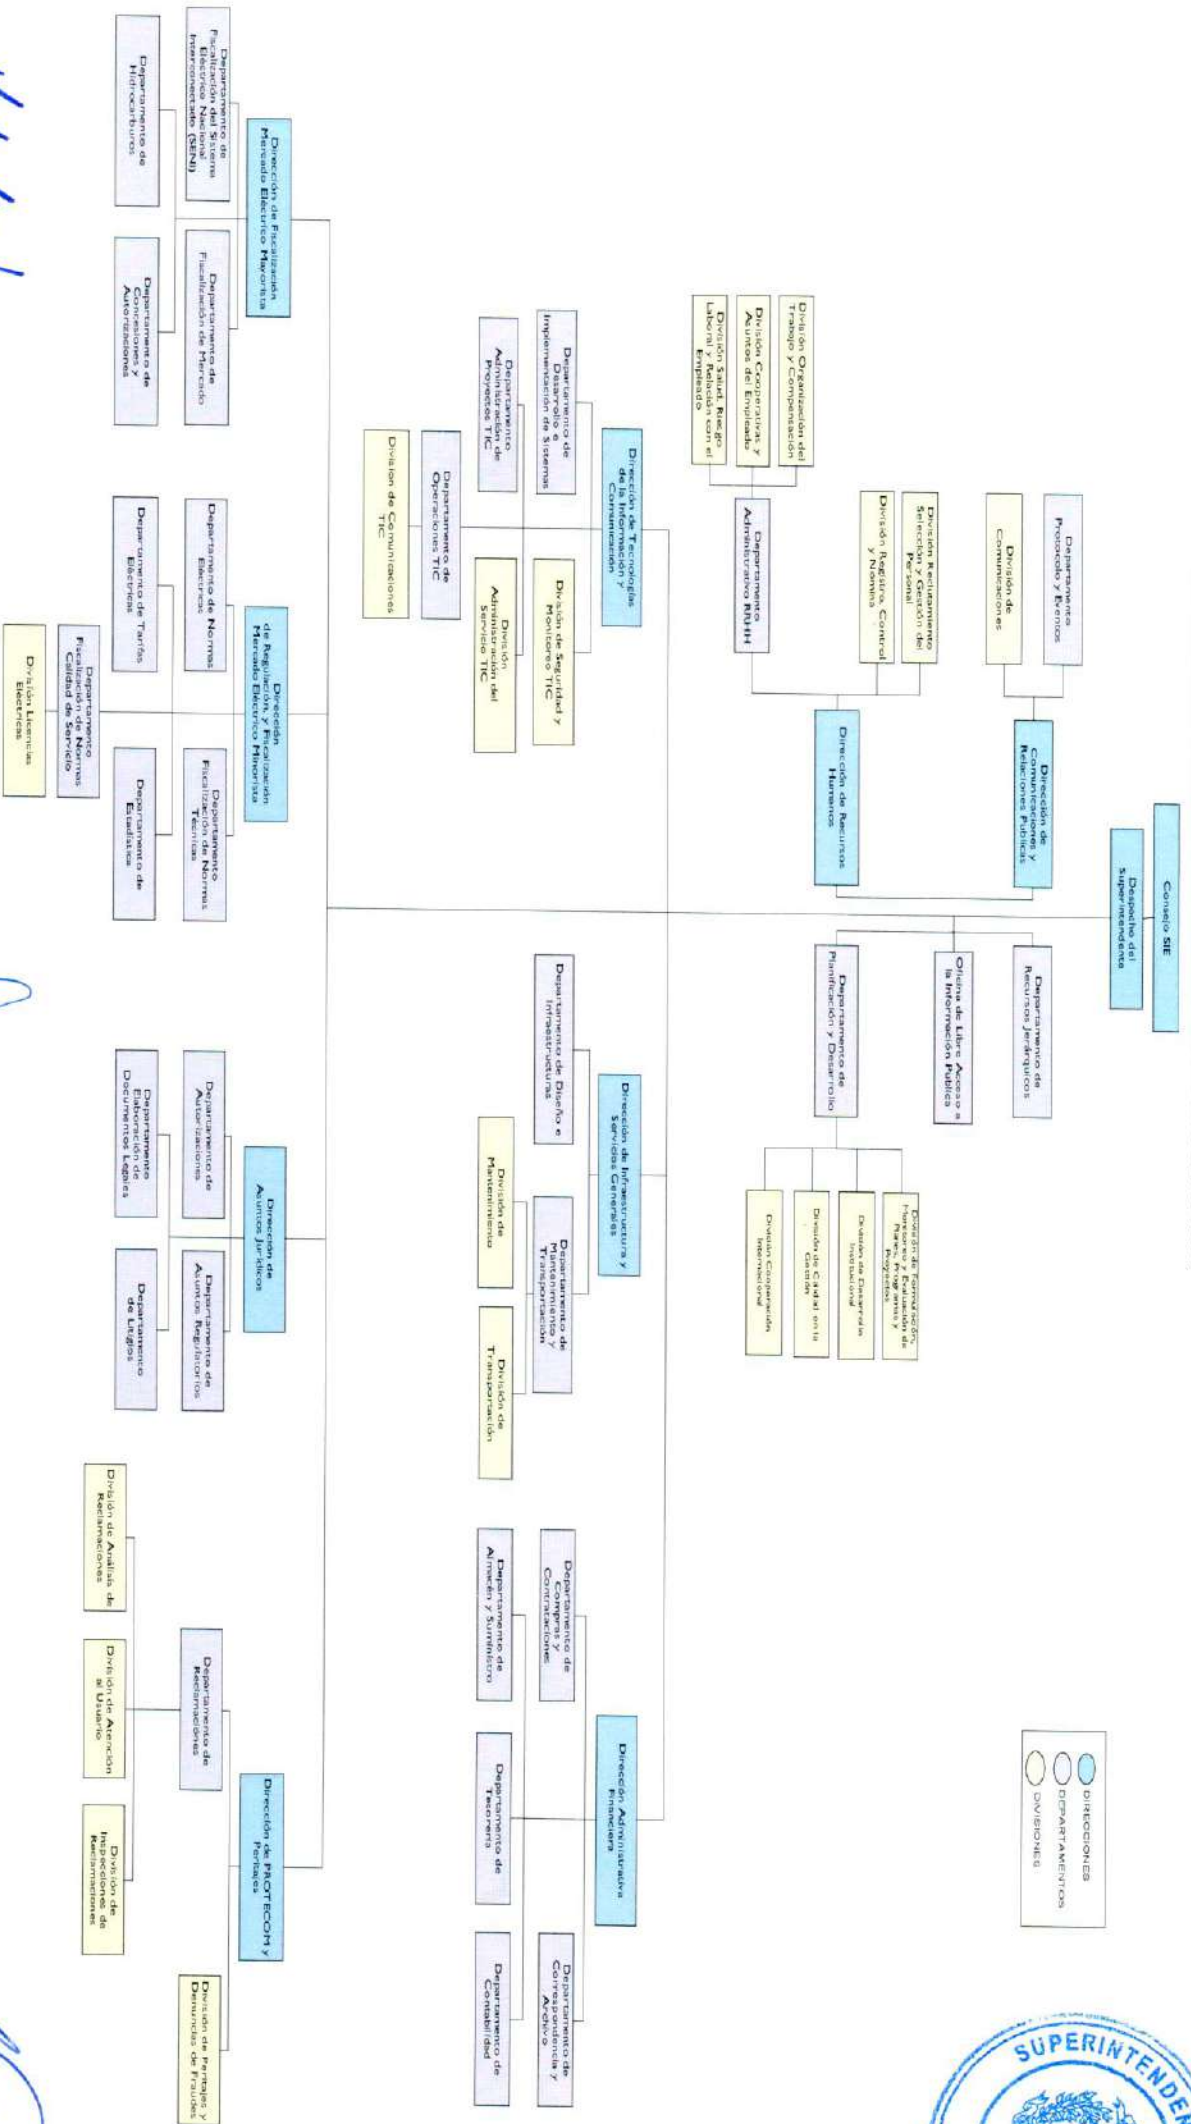 Consejo SIE
Despacho del
Superintendente
DIRECCIONES
DEPARTAMENTOS
DIVISIONES
SUPERINTENDE
Dirección de
Comunicaciones y
Relaciones Publicas
Departamento
Protocolo y Eventos
División de
Comunicaciones
Departamento de
Recursos Jerárquicos
Oficina de Libre Acceso a
la Información Publica
Dirección de Recursos
Humanos
División Reclutamiento
Selección y Gestión del
Personal
División Registro, Control
y Nómina
Departamento
Administrativo RRHH
División Organización del
Trabajo y Compensación
División Cooperativas y
Asuntos del Empleado
División Salud, Riesgo
Laboral y Relación con el
Empleado
Departamento de
Planificación y Desarrollo
División de Formulación,
Monitoreo y Evaluación de
Planes, Programas y
Proyectos
División de Desarrollo
Institucional
División de Calidad en la
Gestión
División Cooperación
Internacional
Dirección de Tecnologías
de la Información y
Comunicación
Departamento de
Desarrollo e
Implementación de Sistemas
División de Seguridad y
Monitoreo TIC
Departamento
Administración de
Proyectos TIC
División
Administración del
Servicio TIC
Departamento de
Operaciones TIC
División de Comunicaciones
TIC
Dirección de Infraestructura y
Servicios Generales
Departamento de Diseño e
Infraestructuras
Departamento de
Mantenimiento y
Transportación
División de
Mantenimiento
División de
Transportación
Dirección Administrativa
Financiera
Departamento de
Compras y
Contrataciones
Departamento de
Correspondencia y
Archivo
Departamento de
Almacén y Suministro
Departamento de
Tesorería
Departamento de
Contabilidad
Dirección de Fiscalización
Mercado Eléctrico Mayorista
Departamento de
Fiscalización del Sistema
Eléctrico Nacional
Interconectado (SENI)
Departamento de
Fiscalización de Mercado
Departamento de
Hidrocarburos
Departamento de
Concesiones y
Autorizaciones
Dirección
de Regulación, y Fiscalización
Mercado Eléctrico Minorista
Departamento de Normas
Eléctricas
Departamento
Fiscalización de Normas
Técnicas
Departamento de Tarifas
Eléctricas
Departamento de
Estadística
Departamento
Fiscalización de Normas
Calidad de Servicio
División Licencias
Eléctricas
Dirección de
Asuntos Jurídicos
Departamento de
Autorizaciones
Departamento de
Asuntos Regulatorios
Departamento
Elaboración de
Documentos Legales
Departamento
de Litigios
Dirección de PROTECOM y
Peritajes
Departamento de
Reclamaciones
División de Peritajes y
Denuncias de Fraudes
División de Análisis de
Reclamaciones
División de Atención
al Usuario
División de
Inspecciones de
Reclamaciones